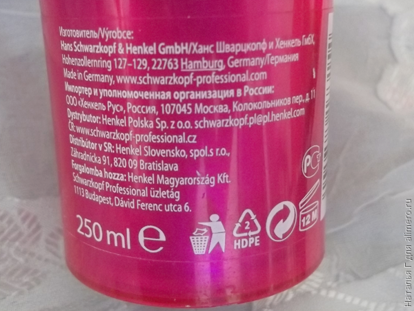 Изготовитель/Výrobce:
Hans Schwarzkopf & Henkel GmbH/Ханс Шварцкопф и Хенкель ГмбХ,
Hohenzollernring 127–129, 22763 Hamburg, Germany/Германия
Made in Germany, www.schwarzkopf-professional.com
Импортер и уполномоченная организация в России:
ООО «Хенкель Рус», Россия, 107045 Москва, Колокольников пер., 11
Dystrybutor: Henkel Polska Sp. z o.o. schwarzkopf.pl@pl.henkel.com
ČR: www.schwarzkopf-professional.cz
Distribútor v SR: Henkel Slovensko, spol.s r.o.,
Záhradnícka 91, 820 09 Bratislava
Forgalomba hozza: Henkel Magyarország Kft.
Schwarzkopf Professional üzletág
1113 Budapest, Dávid Ferenc utca 6.
250 ml e
2
HDPE
12 M